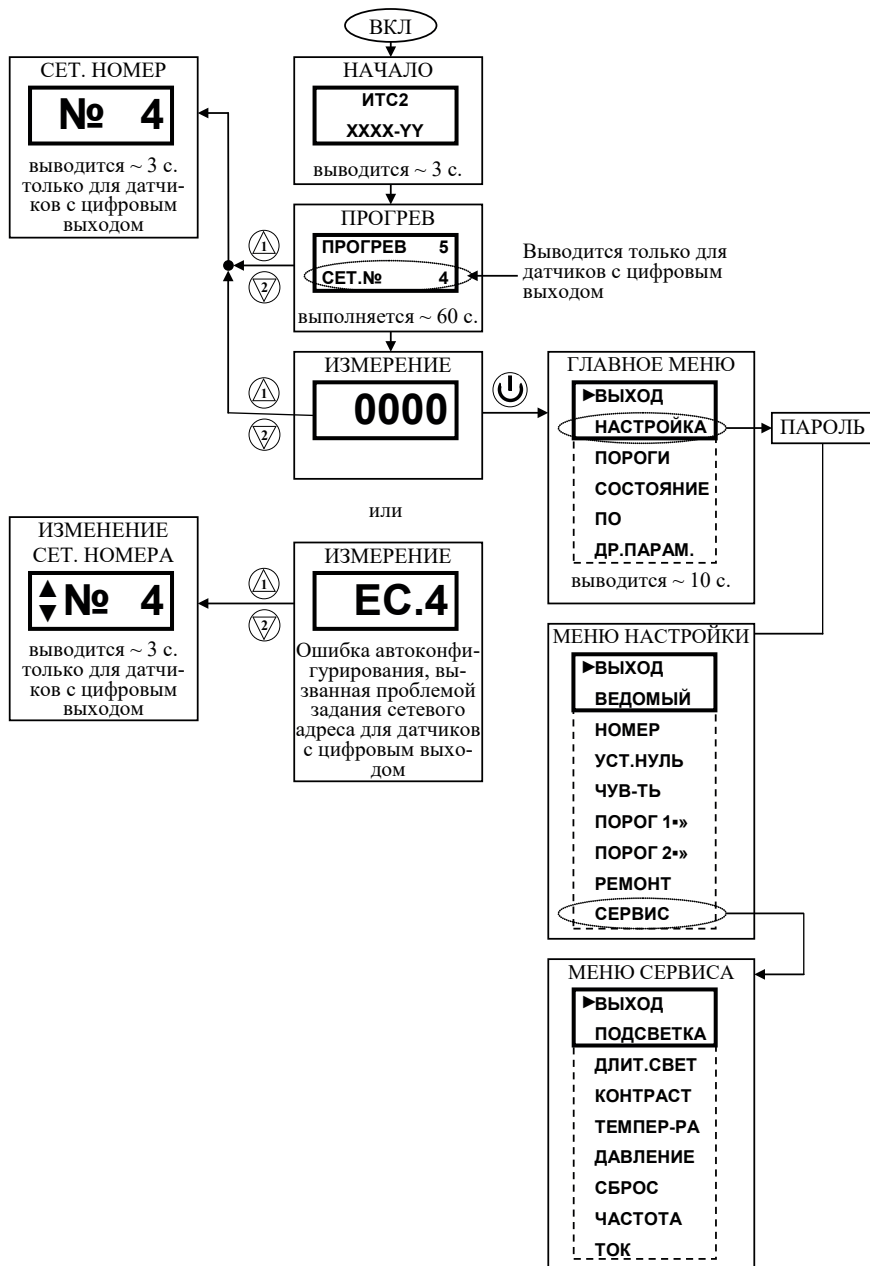 ВКЛ
СЕТ. НОМЕР
№ 4
выводится ~ 3 с.
только для датчи-
ков с цифровым
выходом
НАЧАЛО
ИТС2
XXXX-YY
выводится ~ 3 с.
ПРОГРЕВ
ПРОГРЕВ 5
СЕТ.№ 4
выполняется ~ 60 с.
1
2
Выводится только для
датчиков с цифровым
выходом
ИЗМЕРЕНИЕ
0000
1
2
ГЛАВНОЕ МЕНЮ
►ВЫХОД
НАСТРОЙКА
ПОРОГИ
СОСТОЯНИЕ
ПО
ДР.ПАРАМ.
выводится ~ 10 с.
ПАРОЛЬ
или
ИЗМЕНЕНИЕ
СЕТ. НОМЕРА
▲▼№ 4
выводится ~ 3 с.
только для датчи-
ков с цифровым
выходом
1
2
ИЗМЕРЕНИЕ
ЕС.4
Ошибка автоконфи-
гурирования, вы-
званная проблемой
задания сетевого
адреса для датчиков
с цифровым выхо-
дом
МЕНЮ НАСТРОЙКИ
►ВЫХОД
ВЕДОМЫЙ
НОМЕР
УСТ.НУЛЬ
ЧУВ-ТЬ
ПОРОГ 1▪»
ПОРОГ 2▪»
РЕМОНТ
СЕРВИС
МЕНЮ СЕРВИСА
►ВЫХОД
ПОДСВЕТКА
ДЛИТ.СВЕТ
КОНТРАСТ
ТЕМПЕР-РА
ДАВЛЕНИЕ
СБРОС
ЧАСТОТА
ТОК